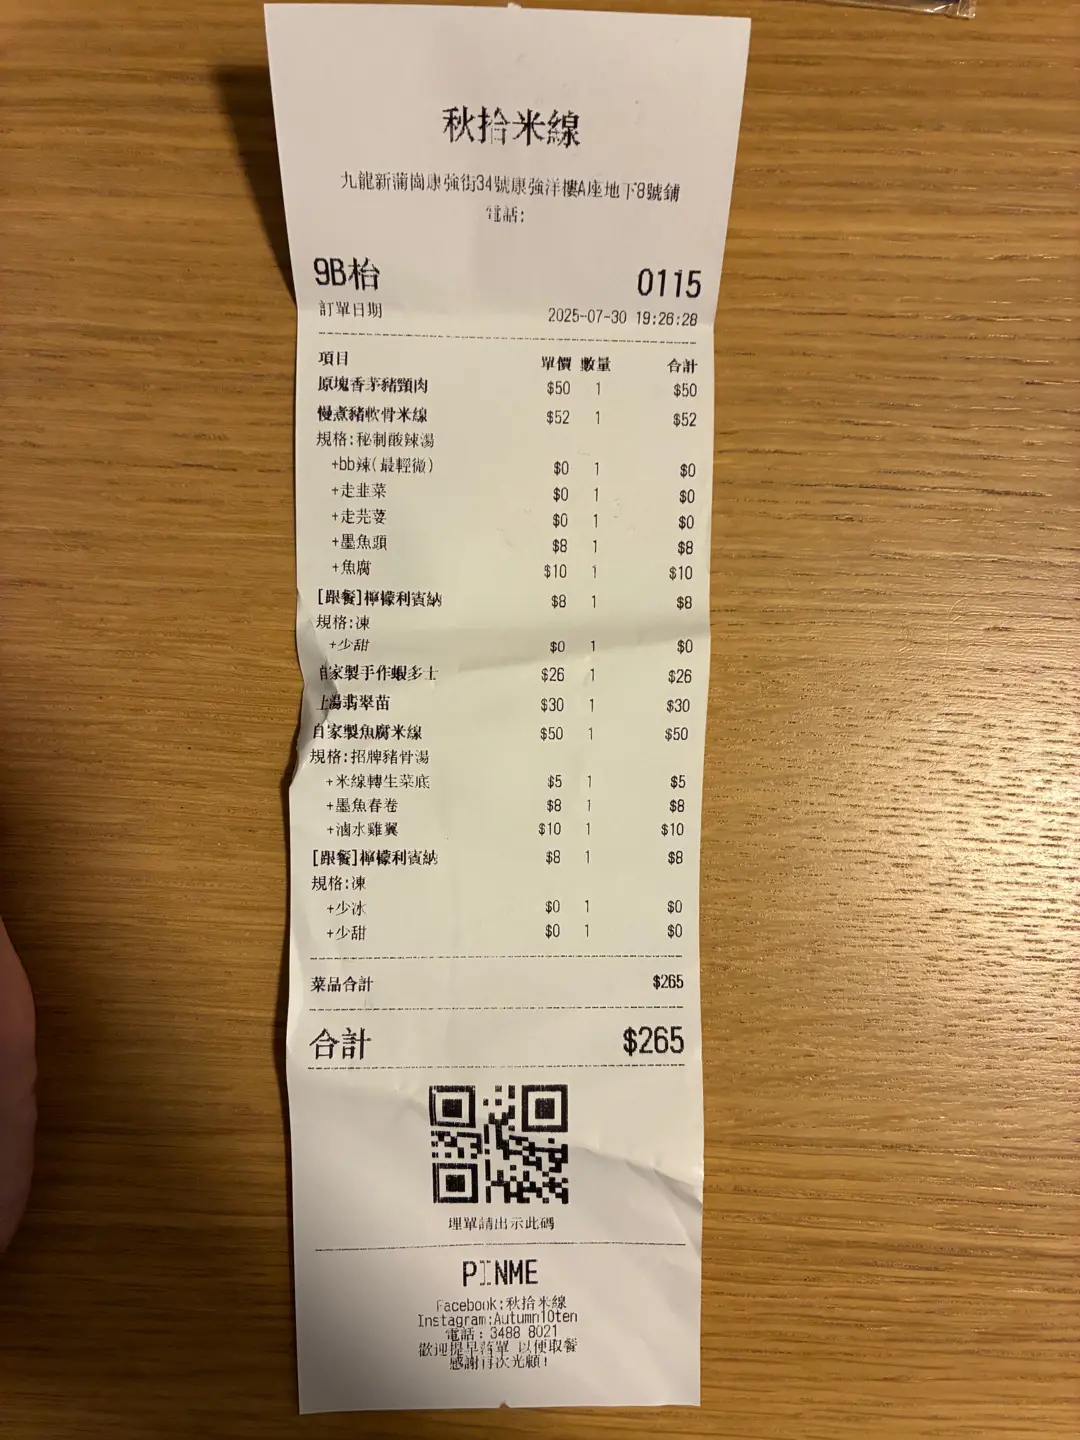 秋拾米線
九龍新蒲崗康強街34號康強洋樓A座地下8號鋪
電話:
9B枱 0115
訂單日期 2025-07-30 19:26:28
項目 單價 數量 合計
原塊香茅豬頸肉 $50 1 $50
慢煮豬軟骨米線 $52 1 $52
規格:秘制酸辣湯
+bb辣(最輕微) $0 1 $0
+走韭菜 $0 1 $0
+走芫荽 $0 1 $0
+墨魚頭 $8 1 $8
+魚腐 $10 1 $10
[跟餐]檸檬利賓納 $8 1 $8
規格:凍
+少甜 $0 1 $0
自家製手作蝦多士 $26 1 $26
上湯翡翠苗 $30 1 $30
自家製魚腐米線 $50 1 $50
規格:招牌豬骨湯
+米線轉生菜底 $5 1 $5
+墨魚春卷 $8 1 $8
+滷水雞翼 $10 1 $10
[跟餐]檸檬利賓納 $8 1 $8
規格:凍
+少冰 $0 1 $0
+少甜 $0 1 $0
菜品合計 $265
合計 $265
埋單請出示此碼
PINME
Facebook:秋拾米線
Instagram:Autumn10ten
電話: 3488 8021
歡迎提早落單 以便取餐
感謝再次光顧!